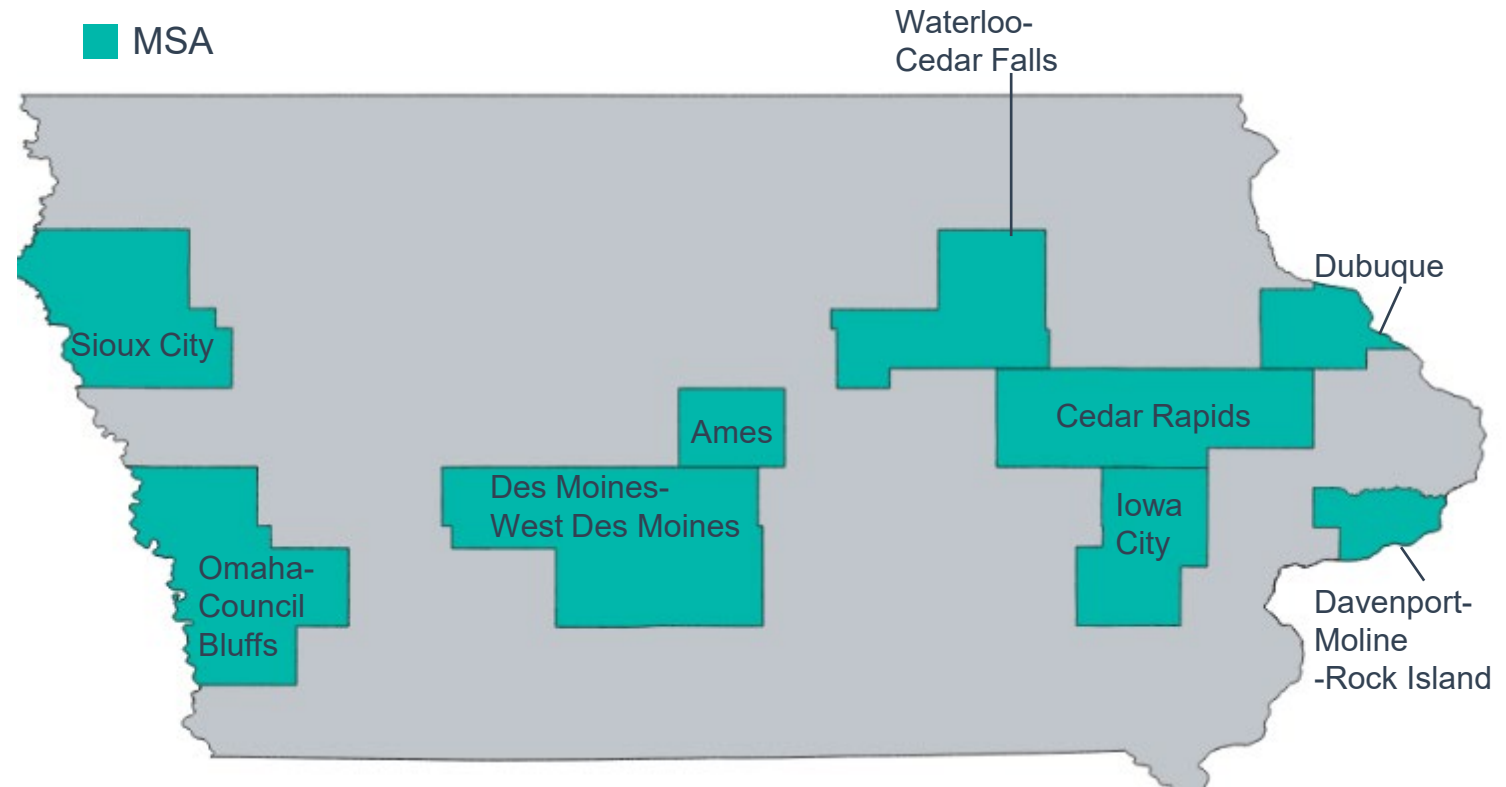 MSA
Waterloo-
Cedar Falls
Dubuque
Sioux City
Cedar Rapids
Ames
Des Moines-
West Des Moines
Iowa
City
Omaha-
Council
Bluffs
Davenport-
Moline
-Rock Island